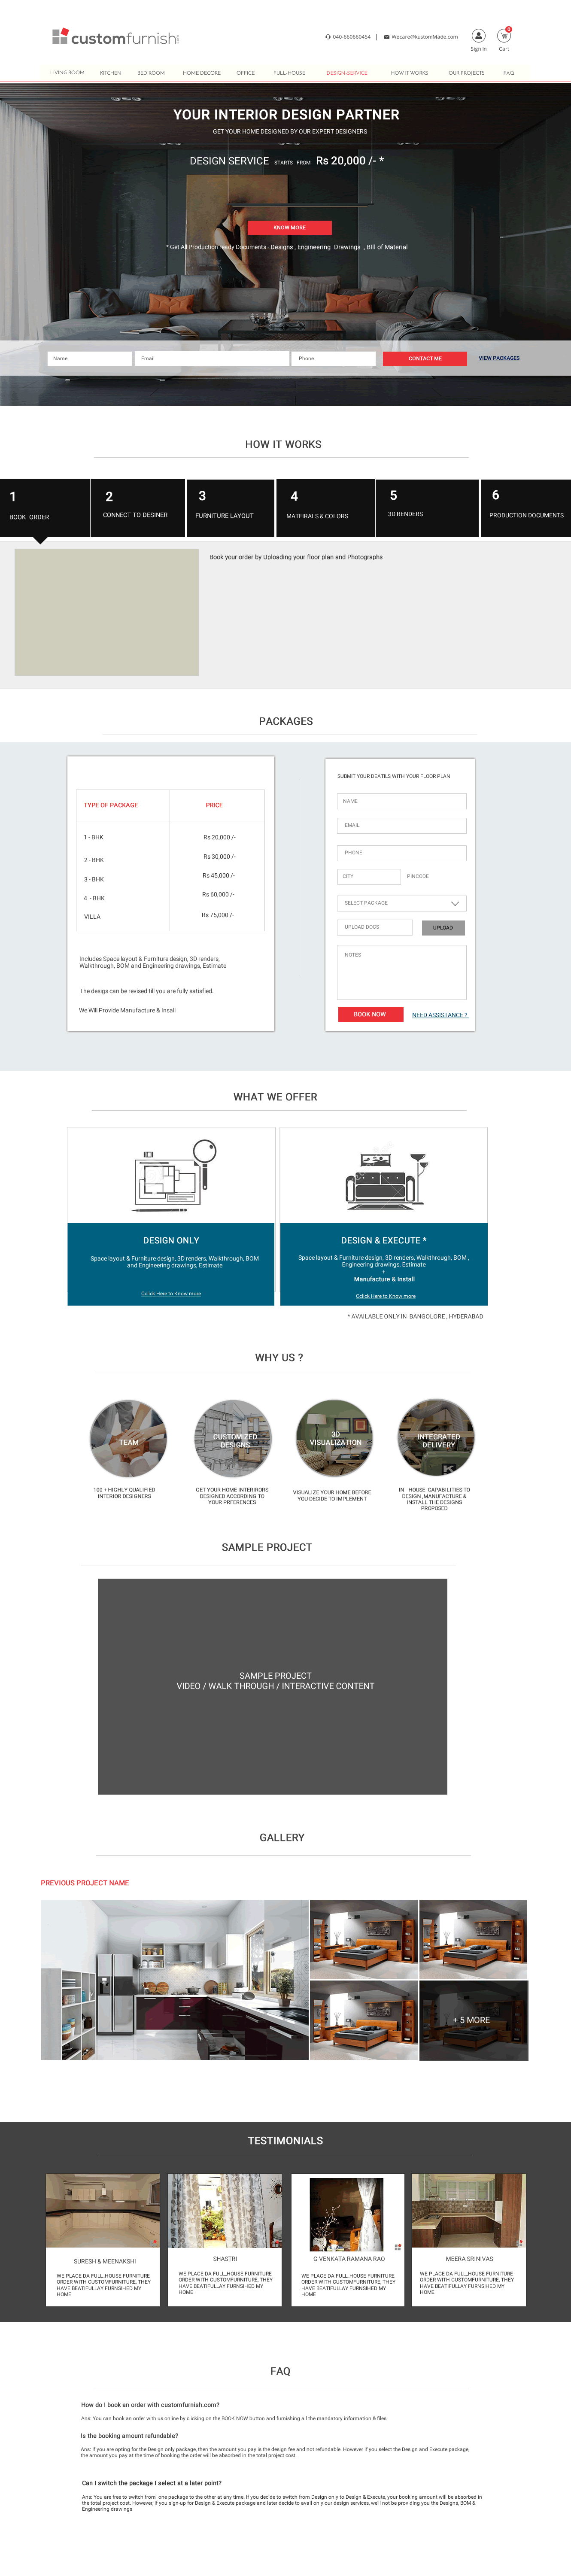 customfurnish
040-660660454 | Wecare@kustomMade.com
0
Sign In Cart
LIVING ROOM KITCHEN BED ROOM HOME DECORE OFFICE FULL-HOUSE DESIGN-SERVICE HOW IT WORKS OUR PROJECTS FAQ
YOUR INTERIOR DESIGN PARTNER
GET YOUR HOME DESIGNED BY OUR EXPERT DESIGNERS
DESIGN SERVICE STARTS FROM Rs 20,000 /- *
KNOW MORE
* Get All Production ready Documents - Designs , Engineering Drawings , Bill of Material
Name Email Phone CONTACT ME VIEW PACKAGES
HOW IT WORKS
1 2 3 4 5 6
BOOK ORDER CONNECT TO DESINER FURNITURE LAYOUT MATEIRALS & COLORS 3D RENDERS PRODUCTION DOCUMENTS
Book your order by Uploading your floor plan and Photographs
PACKAGES
TYPE OF PACKAGE PRICE
1 - BHK Rs 20,000 /-
2 - BHK Rs 30,000 /-
3 - BHK Rs 45,000 /-
4 - BHK Rs 60,000 /-
VILLA Rs 75,000 /-
Includes Space layout & Furniture design, 3D renders,
Walkthrough, BOM and Engineering drawings, Estimate
The desigs can be revised till you are fully satisfied.
We Will Provide Manufacture & Insall
SUBMIT YOUR DEATILS WITH YOUR FLOOR PLAN
NAME
EMAIL
PHONE
CITY PINCODE
SELECT PACKAGE
UPLOAD DOCS UPLOAD
NOTES
BOOK NOW NEED ASSISTANCE ?
WHAT WE OFFER
DESIGN ONLY
Space layout & Furniture design, 3D renders, Walkthrough, BOM
and Engineering drawings, Estimate
Cclick Here to Know more
DESIGN & EXECUTE *
Space layout & Furniture design, 3D renders, Walkthrough, BOM ,
Engineering drawings, Estimate
+
Manufacture & Install
Cclick Here to Know more
* AVAILABLE ONLY IN BANGOLORE , HYDERABAD
WHY US ?
TEAM
100 + HIGHLY QUALIFIED
INTERIOR DESIGNERS
CUSTOMIZED
DESIGNS
GET YOUR HOME INTERIRORS
DESIGNED ACCORDING TO
YOUR PRFERENCES
3D
VISUALIZATION
VISUALIZE YOUR HOME BEFORE
YOU DECIDE TO IMPLEMENT
INTEGRATED
DELIVERY
IN - HOUSE CAPABILITIES TO
DESIGN ,MANUFACTURE &
INSTALL THE DESIGNS
PROPOSED
SAMPLE PROJECT
SAMPLE PROJECT
VIDEO / WALK THROUGH / INTERACTIVE CONTENT
GALLERY
PREVIOUS PROJECT NAME
+ 5 MORE
TESTIMONIALS
SURESH & MEENAKSHI
WE PLACE DA FULL_HOUSE FURNITURE
ORDER WITH CUSTOMFURNITURE, THEY
HAVE BEATIFULLAY FURNSIHED MY
HOME
SHASTRI
WE PLACE DA FULL_HOUSE FURNITURE
ORDER WITH CUSTOMFURNITURE, THEY
HAVE BEATIFULLAY FURNSIHED MY
HOME
G VENKATA RAMANA RAO
WE PLACE DA FULL_HOUSE FURNITURE
ORDER WITH CUSTOMFURNITURE, THEY
HAVE BEATIFULLAY FURNSIHED MY
HOME
MEERA SRINIVAS
WE PLACE DA FULL_HOUSE FURNITURE
ORDER WITH CUSTOMFURNITURE, THEY
HAVE BEATIFULLAY FURNSIHED MY
HOME
FAQ
How do I book an order with customfurnish.com?
Ans: You can book an order with us online by clicking on the BOOK NOW button and furnishing all the mandatory information & files
Is the booking amount refundable?
Ans; If you are opting for the Design only package, then the amount you pay is the design fee and not refundable. However if you select the Design and Execute package,
the amount you pay at the time of booking the order will be absorbed in the total project cost.
Can I switch the package I select at a later point?
Ans: You are free to switch from one package to the other at any time. If you decide to switch from Design only to Design & Execute, your booking amount will be absorbed in
the total project cost. However, if you sign-up for Design & Execute package and later decide to avail only our design services, we'll not be providing you the Designs, BOM &
Engineering drawings